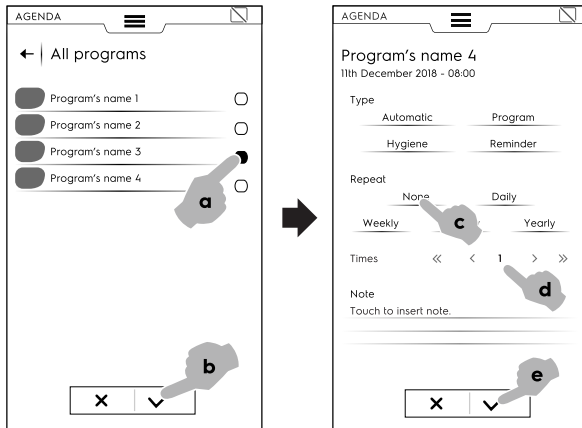 AGENDA
All programs
Program's name 1
Program's name 2
Program's name 3
Program's name 4
a
b
AGENDA
Program's name 4
11th December 2018 - 08:00
Type
Automatic Program
Hygiene Reminder
Repeat
None Daily
Weekly Yearly
c
Times << < 1 > >>
d
Note
Touch to insert note.
e